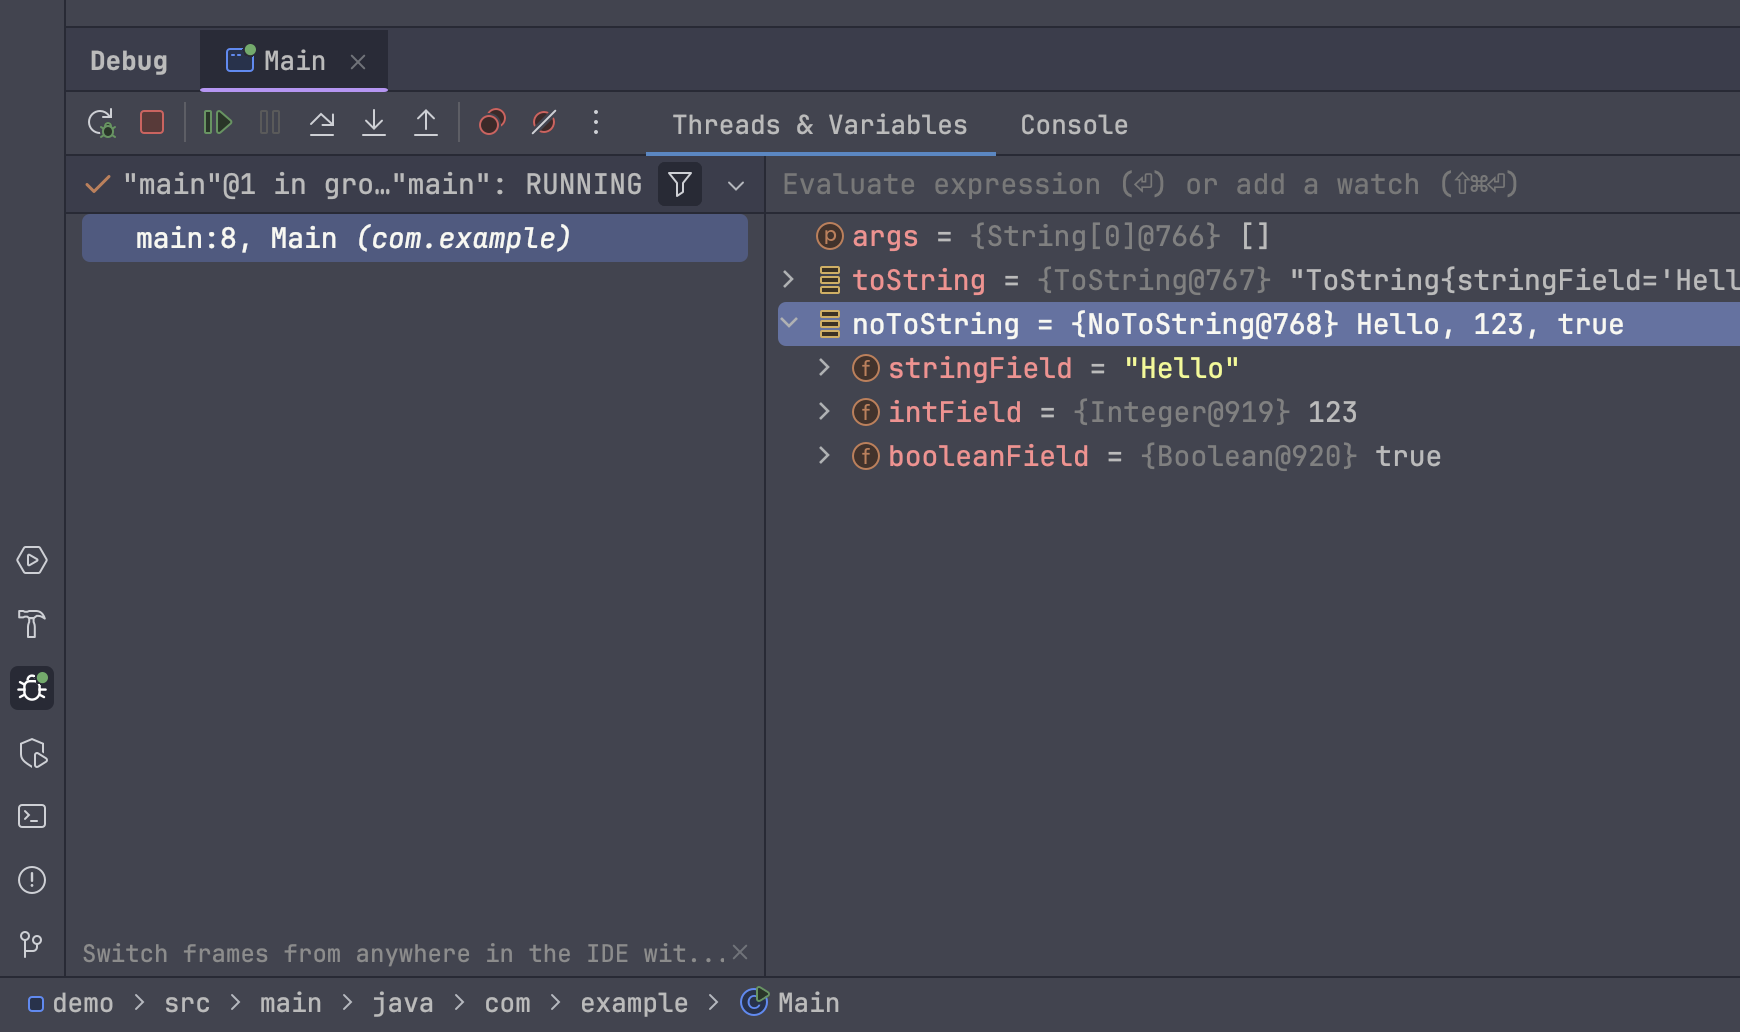 Debug Main
Threads & Variables Console
"main"@1 in gro…"main": RUNNING
main:8, Main (com.example)
Evaluate expression (⏎) or add a watch (⇧⌘⏎)
args = {String[0]@766} []
toString = {ToString@767} "ToString{stringField='Hell
noToString = {NoToString@768} Hello, 123, true
stringField = "Hello"
intField = {Integer@919} 123
booleanField = {Boolean@920} true
Switch frames from anywhere in the IDE wit...
demo > src > main > java > com > example > Main